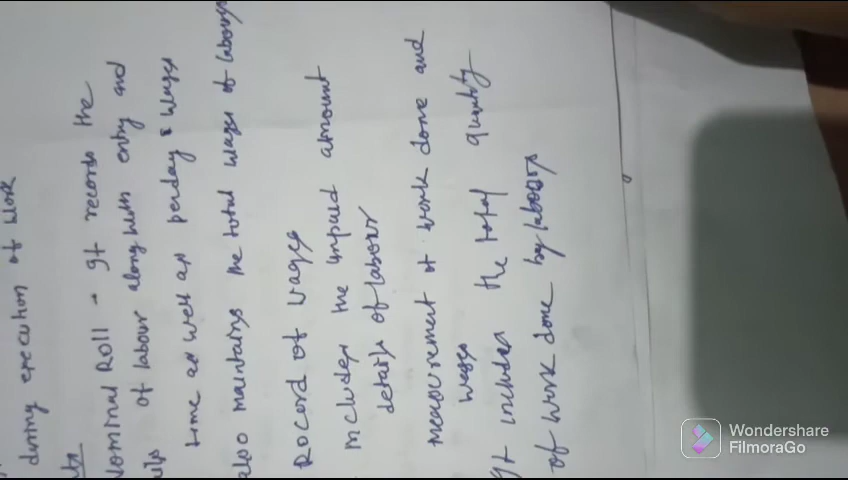 during execution of work
Nominal Roll - It records the
of labour along with entry and
time as well as perday wages
also maintains the total wages of labours
Record of wages
includes the unpaid amount
details of labour
measurement of work done and
wages
It includes the total quantity
of work done by labours
Wondershare
FilmoraGo